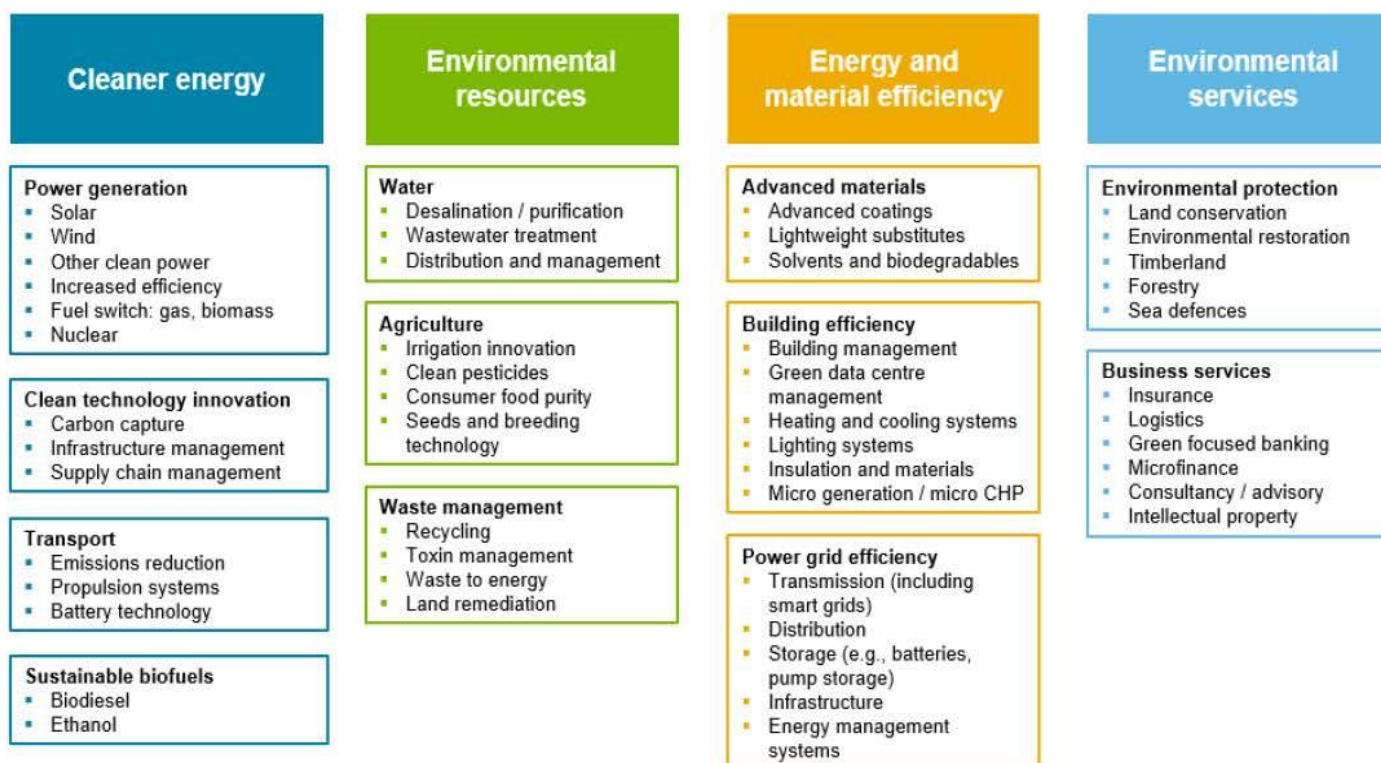 Cleaner energy
Power generation
▪ Solar
▪ Wind
▪ Other clean power
▪ Increased efficiency
▪ Fuel switch: gas, biomass
▪ Nuclear
Clean technology innovation
▪ Carbon capture
▪ Infrastructure management
▪ Supply chain management
Transport
▪ Emissions reduction
▪ Propulsion systems
▪ Battery technology
Sustainable biofuels
▪ Biodiesel
▪ Ethanol
Environmental
resources
Water
▪ Desalination / purification
▪ Wastewater treatment
▪ Distribution and management
Agriculture
▪ Irrigation innovation
▪ Clean pesticides
▪ Consumer food purity
▪ Seeds and breeding
technology
Waste management
▪ Recycling
▪ Toxin management
▪ Waste to energy
▪ Land remediation
Energy and
material efficiency
Advanced materials
▪ Advanced coatings
▪ Lightweight substitutes
▪ Solvents and biodegradables
Building efficiency
▪ Building management
▪ Green data centre
management
▪ Heating and cooling systems
▪ Lighting systems
▪ Insulation and materials
▪ Micro generation / micro CHP
Power grid efficiency
▪ Transmission (including
smart grids)
▪ Distribution
▪ Storage (e.g., batteries,
pump storage)
▪ Infrastructure
▪ Energy management
systems
Environmental
services
Environmental protection
▪ Land conservation
▪ Environmental restoration
▪ Timberland
▪ Forestry
▪ Sea defences
Business services
▪ Insurance
▪ Logistics
▪ Green focused banking
▪ Microfinance
▪ Consultancy / advisory
▪ Intellectual property